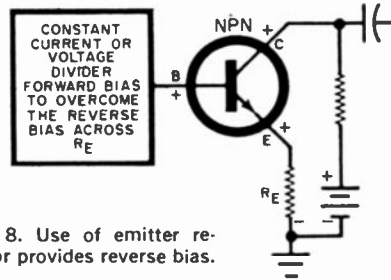 CONSTANT
CURRENT OR
VOLTAGE
DIVIDER
FORWARD BIAS
TO OVERCOME
THE REVERSE
BIAS ACROSS
RE
NPN
+
C
B
+
+
E
RE
+
-
-
8. Use of emitter re-
or provides reverse bias.